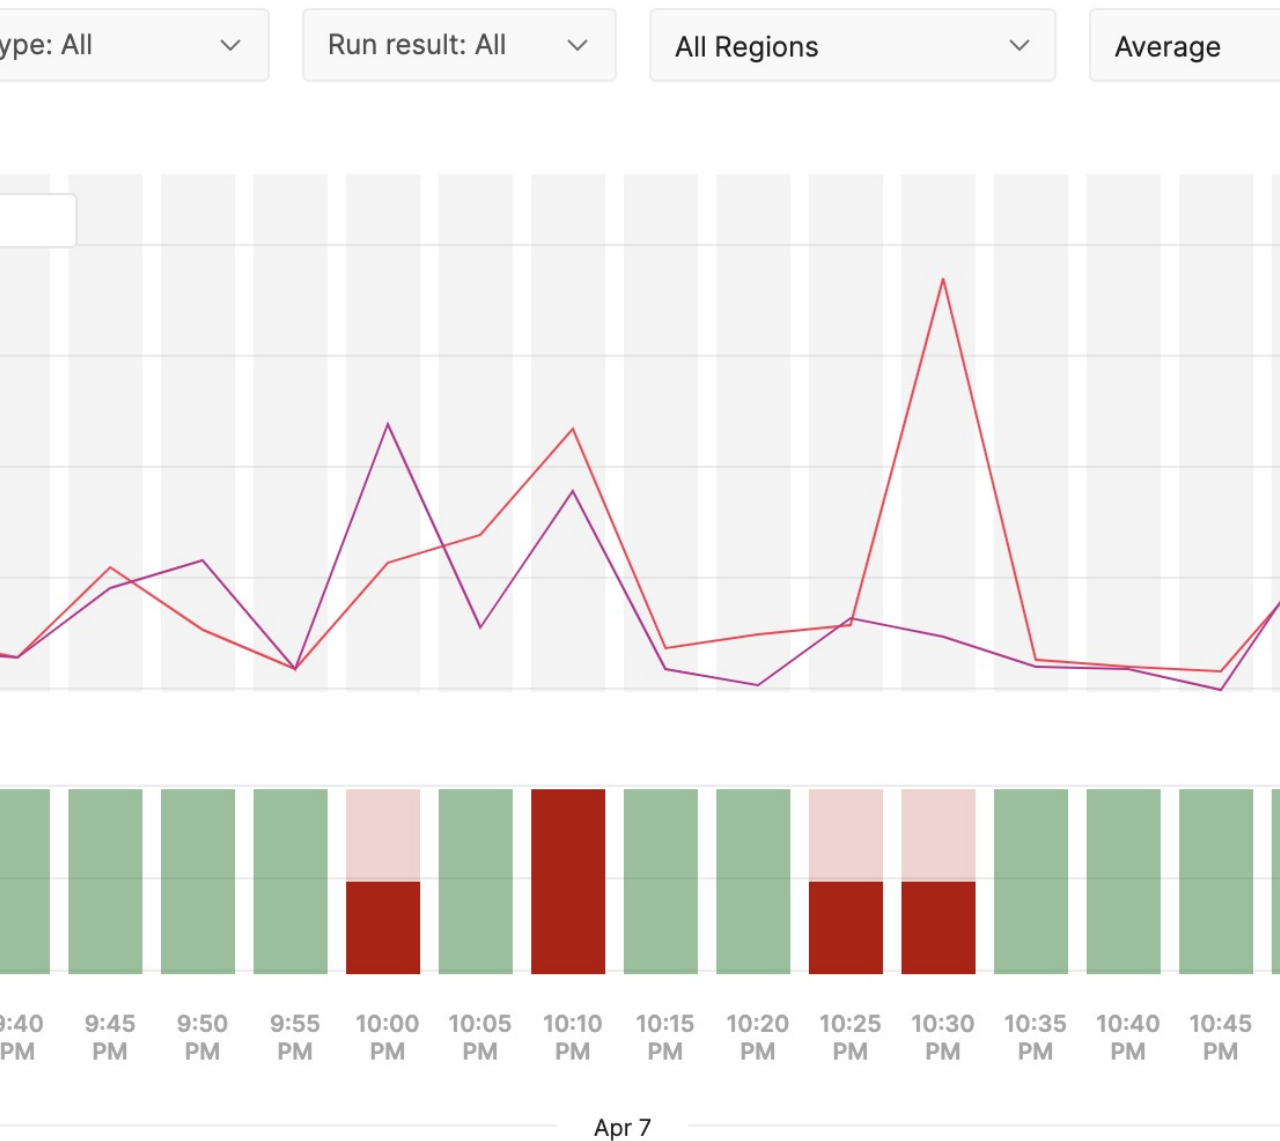 ype: All
Run result: All
All Regions
Average
9:40 PM
9:45 PM
9:50 PM
9:55 PM
10:00 PM
10:05 PM
10:10 PM
10:15 PM
10:20 PM
10:25 PM
10:30 PM
10:35 PM
10:40 PM
10:45 PM
Apr 7